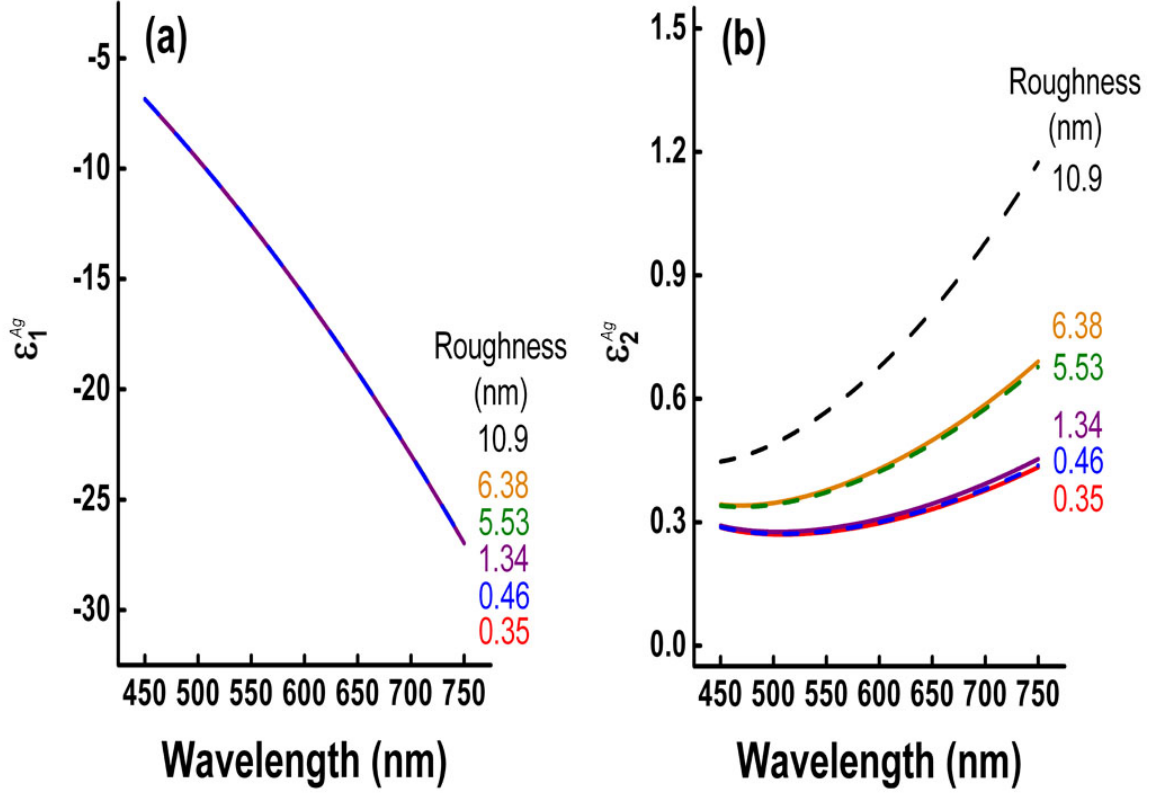 (a)
-5
-10
-15
-20
-25
-30
ε₁ᴬᵍ
Roughness
(nm)
10.9
6.38
5.53
1.34
0.46
0.35
450 500 550 600 650 700 750
Wavelength (nm)
(b)
1.5
1.2
0.9
0.6
0.3
0.0
ε₂ᴬᵍ
Roughness
(nm)
10.9
6.38
5.53
1.34
0.46
0.35
450 500 550 600 650 700 750
Wavelength (nm)